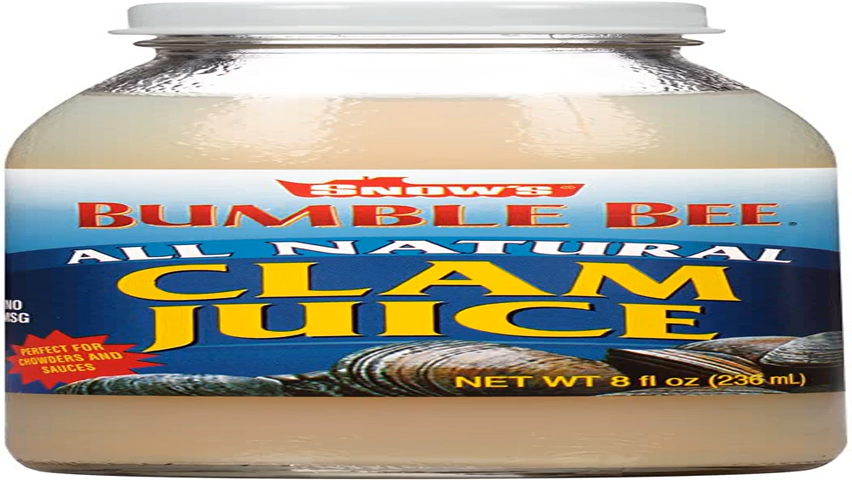 SNOW'S®
BUMBLE BEE®
ALL NATURAL
CLAM
JUICE
NO
MSG
PERFECT FOR
CHOWDERS AND
SAUCES
NET WT 8 fl oz (236 mL)